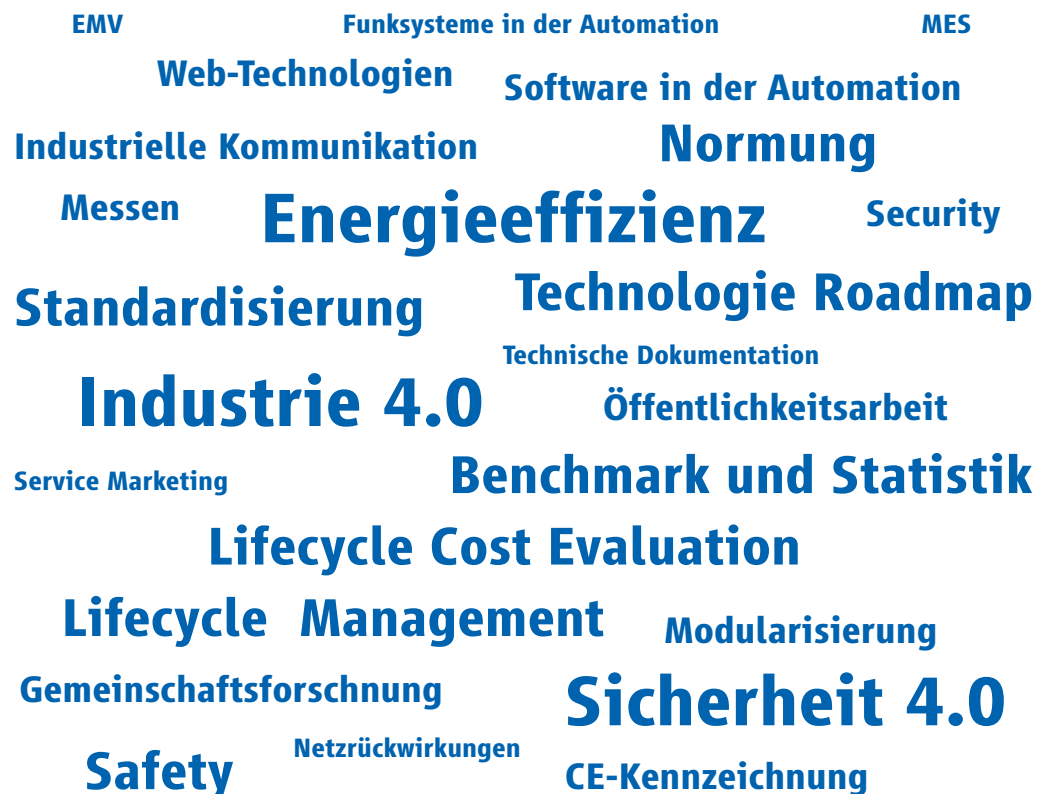 EMV
Funksysteme in der Automation
MES
Web-Technologien
Software in der Automation
Industrielle Kommunikation
Normung
Messen
Energieeffizienz
Security
Standardisierung
Technologie Roadmap
Technische Dokumentation
Industrie 4.0
Öffentlichkeitsarbeit
Service Marketing
Benchmark und Statistik
Lifecycle Cost Evaluation
Lifecycle Management
Modularisierung
Gemeinschaftsforschnung
Sicherheit 4.0
Netzrückwirkungen
Safety
CE-Kennzeichnung